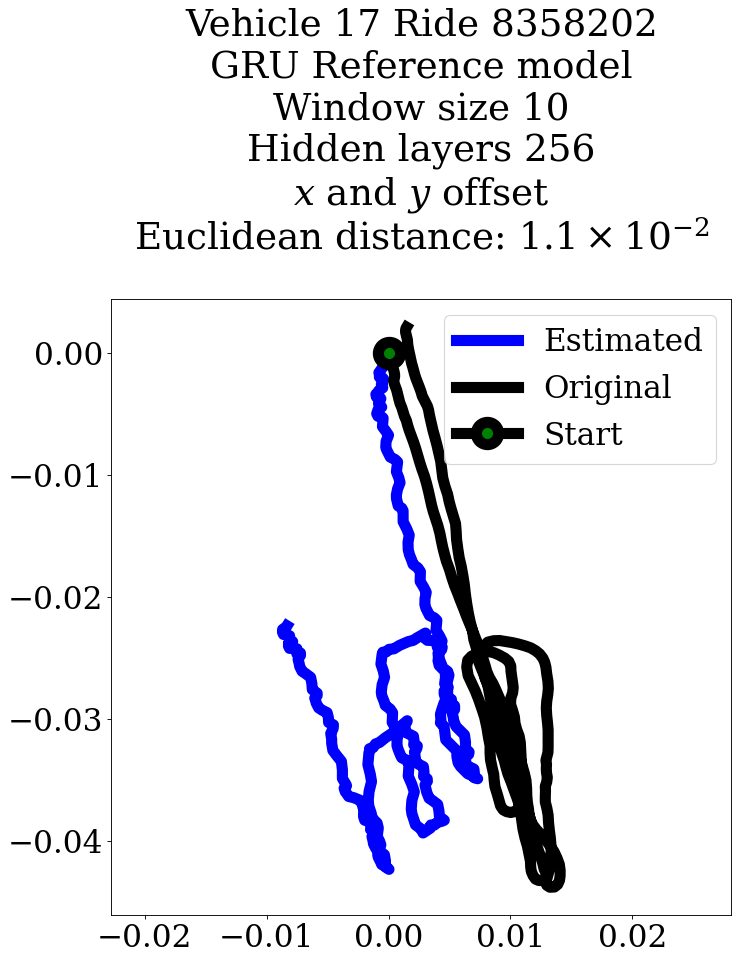 Vehicle 17 Ride 8358202
GRU Reference model
Window size 10
Hidden layers 256
x and y offset
Euclidean distance: 1.1 × 10⁻²
Estimated
Original
Start
0.00
−0.01
−0.02
−0.03
−0.04
−0.02 −0.01 0.00 0.01 0.02